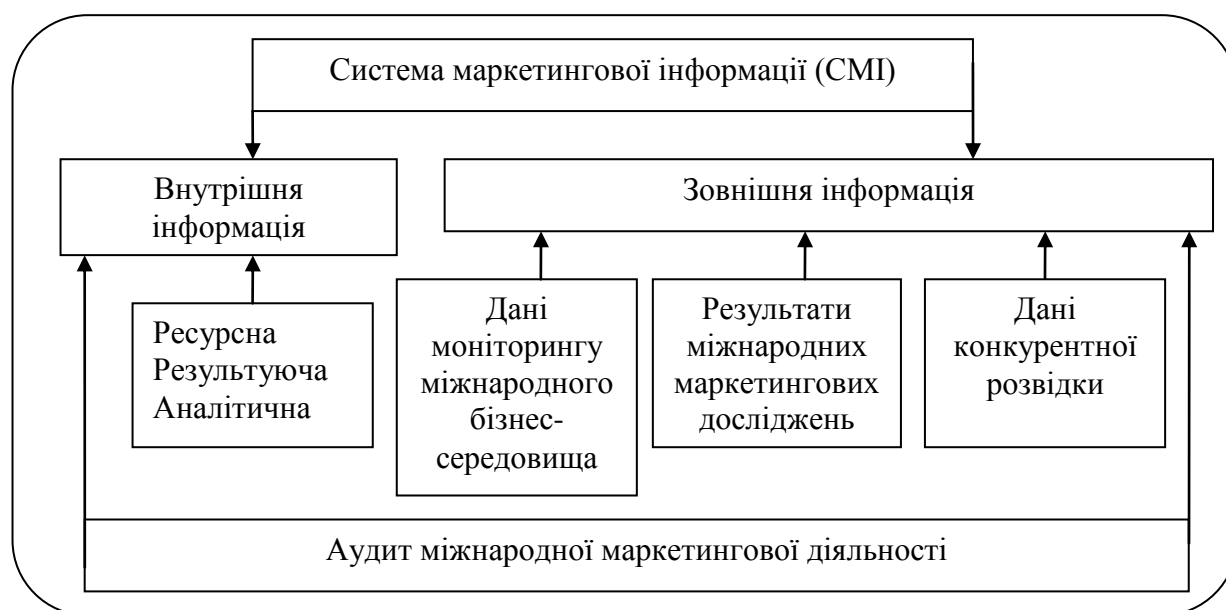 Система маркетингової інформації (СМІ)
Внутрішня
інформація
Зовнішня інформація
Ресурсна
Результуюча
Аналітична
Дані
моніторингу
міжнародного
бізнес-
середовища
Результати
міжнародних
маркетингових
досліджень
Дані
конкурентної
розвідки
Аудит міжнародної маркетингової діяльності